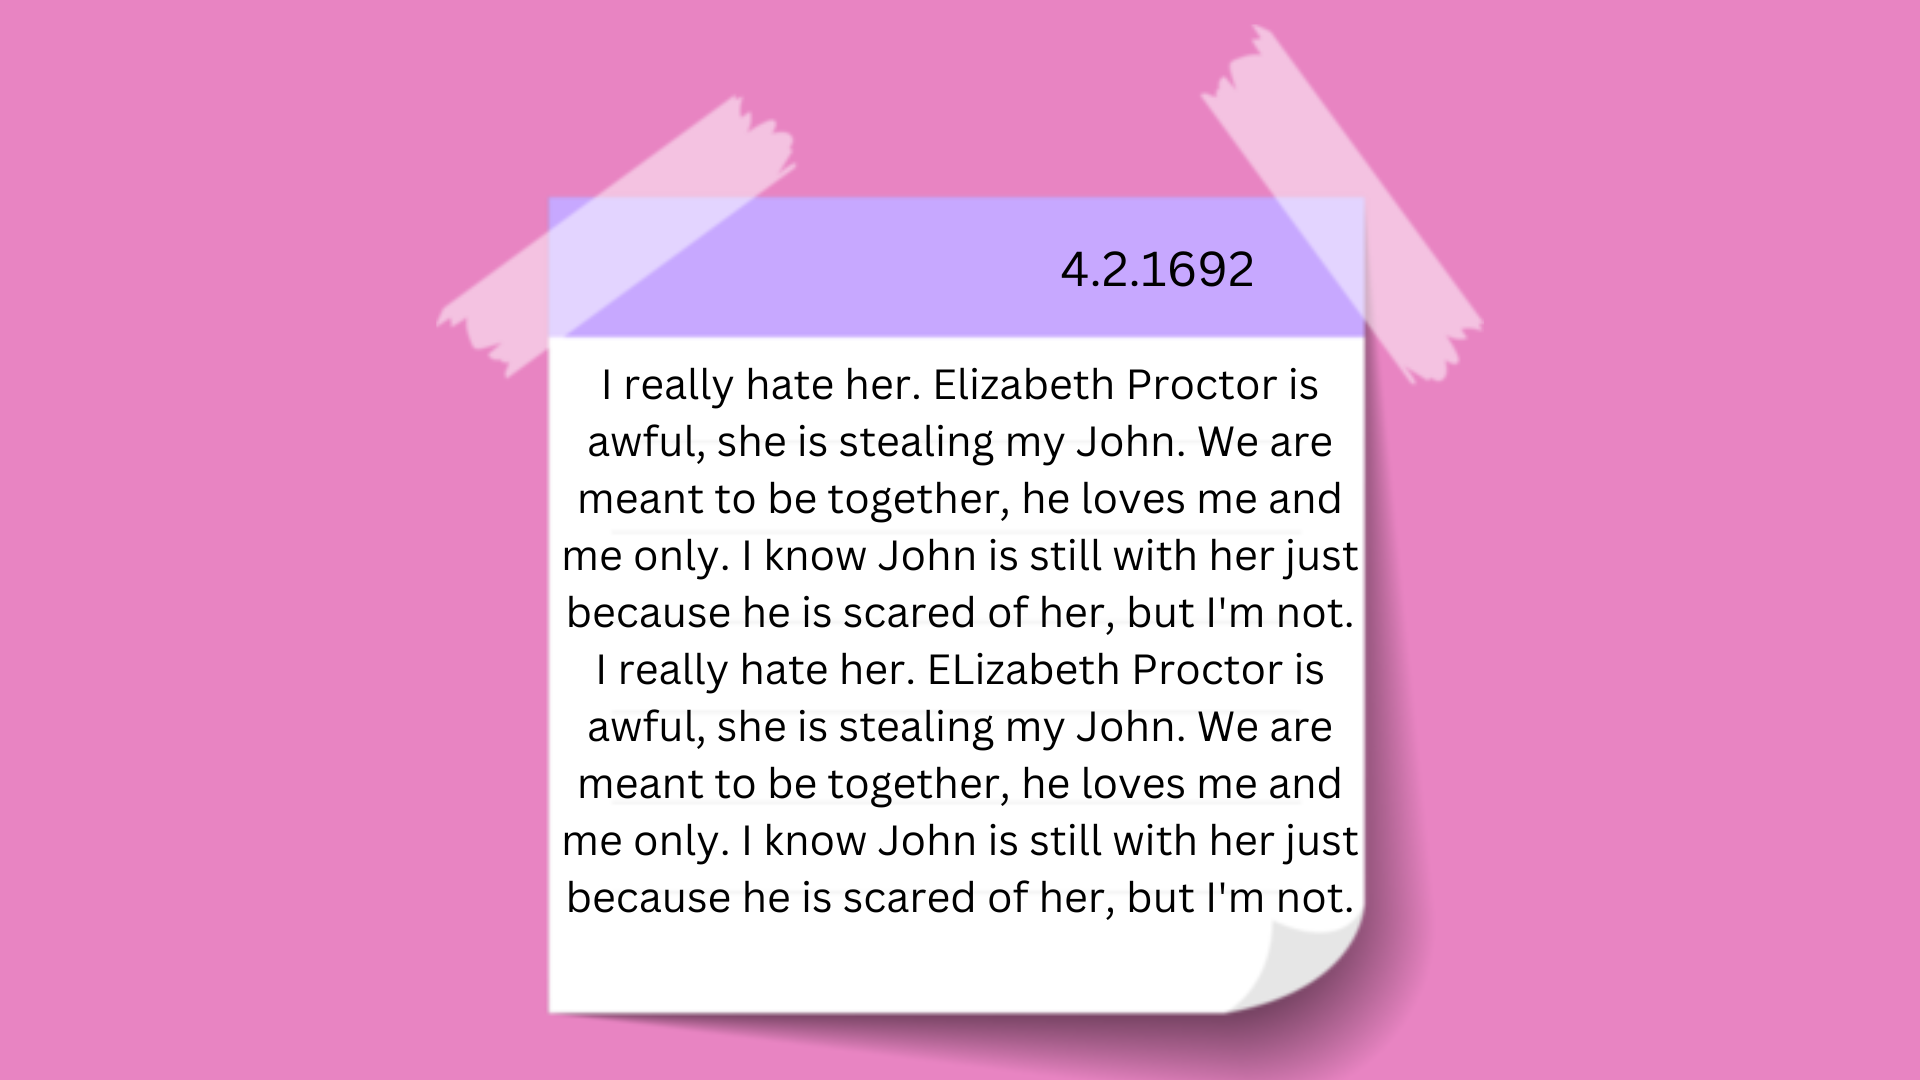 4.2.1692
I really hate her. Elizabeth Proctor is
awful, she is stealing my John. We are
meant to be together, he loves me and
me only. I know John is still with her just
because he is scared of her, but I'm not.
I really hate her. ELizabeth Proctor is
awful, she is stealing my John. We are
meant to be together, he loves me and
me only. I know John is still with her just
because he is scared of her, but I'm not.